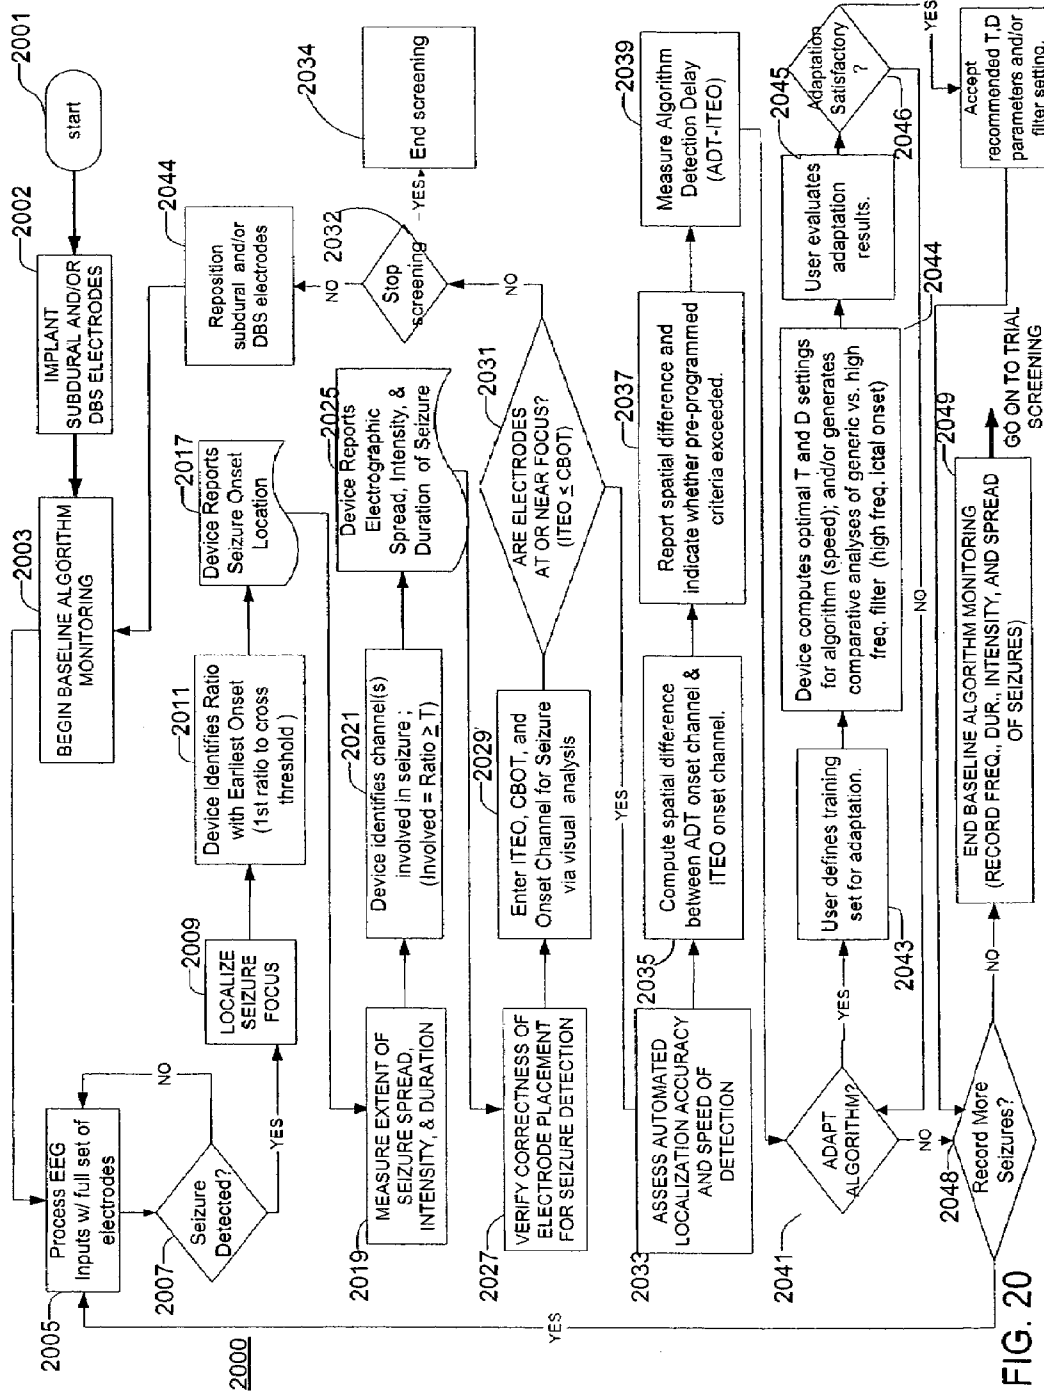 2001
start
2002
IMPLANT
SUBDURAL AND/OR
DBS ELECTRODES
2003
BEGIN BASELINE ALGORITHM
MONITORING
2005
Process EEG
Inputs w/ full set of
electrodes
2007
Seizure
Detected?
NO
YES
2009
LOCALIZE
SEIZURE
FOCUS
2011
Device Identifies Ratio
with Earliest Onset
(1st ratio to cross
threshold )
2017
Device Reports
Seizure Onset
Location
2044
Reposition
subdural and/or
DBS electrodes
NO
2032
Stop
screening
YES
2034
End screening
2019
MEASURE EXTENT OF
SEIZURE SPREAD,
INTENSITY, & DURATION
2021
Device identifies channel(s)
involved in seizure ;
(Involved = Ratio ≥ T)
2025
Device Reports
Electrographic
Spread, Intensity, &
Duration of Seizure
2027
VERIFY CORRECTNESS OF
ELECTRODE PLACEMENT
FOR SEIZURE DETECTION
2029
Enter ITEO, CBOT, and
Onset Channel for Seizure
via visual analysis
2031
ARE ELECTRODES
AT OR NEAR FOCUS?
(ITEO ≤ CBOT)
NO
YES
2033
ASSESS AUTOMATED
LOCALIZATION ACCURACY
AND SPEED OF
DETECTION
2035
Compute spatial difference
between ADT onset channel &
ITEO onset channel.
2037
Report spatial difference and
indicate whether pre-programmed
criteria exceeded.
2039
Measure Algorithm
Detection Delay
(ADT-ITEO)
2041
ADAPT
ALGORITHM?
YES
NO
2043
User defines training
set for adaptation.
Device computes optimal T and D settings
for algorithm (speed); and/or generates
comparative analyses of generic vs. high
freq. filter (high freq. ictal onset)
2044
2045
User evaluates
adaptation
results.
Adaptation
Satisfactory
?
2046
NO
YES
Accept
recommended T,D
parameters and/or
filter setting.
2048
Record More
Seizures?
YES
NO
2049
END BASELINE ALGORITHM MONITORING
(RECORD FREQ., DUR., INTENSITY, AND SPREAD
OF SEIZURES)
GO ON TO TRIAL
SCREENING
2000
FIG. 20